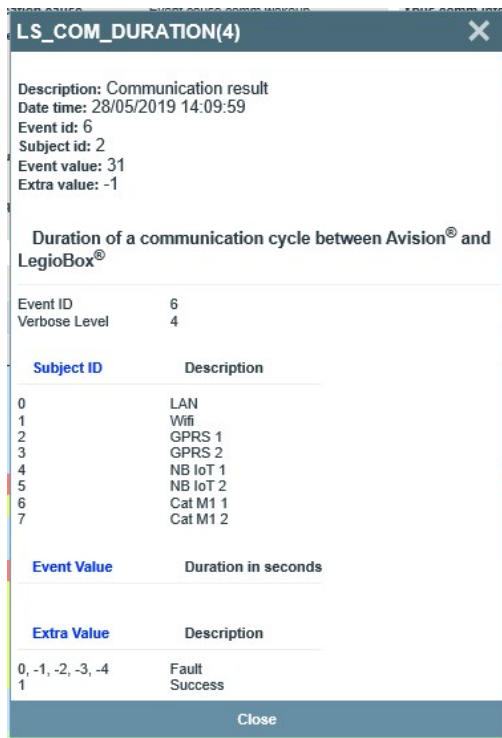 LS_COM_DURATION(4)
Description: Communication result
Date time: 28/05/2019 14:09:59
Event id: 6
Subject id: 2
Event value: 31
Extra value: -1
Duration of a communication cycle between Avision® and
LegioBox®
Event ID 6
Verbose Level 4
Subject ID Description
0 LAN
1 Wifi
2 GPRS 1
3 GPRS 2
4 NB IoT 1
5 NB IoT 2
6 Cat M1 1
7 Cat M1 2
Event Value Duration in seconds
Extra Value Description
0, -1, -2, -3, -4 Fault
1 Success
Close